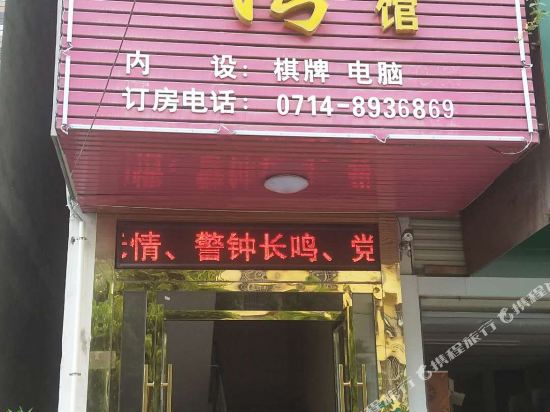 馆
内 设：棋牌 电脑
订房电话：0714-8936869
情、警钟长鸣、党
携程旅行
携程旅行